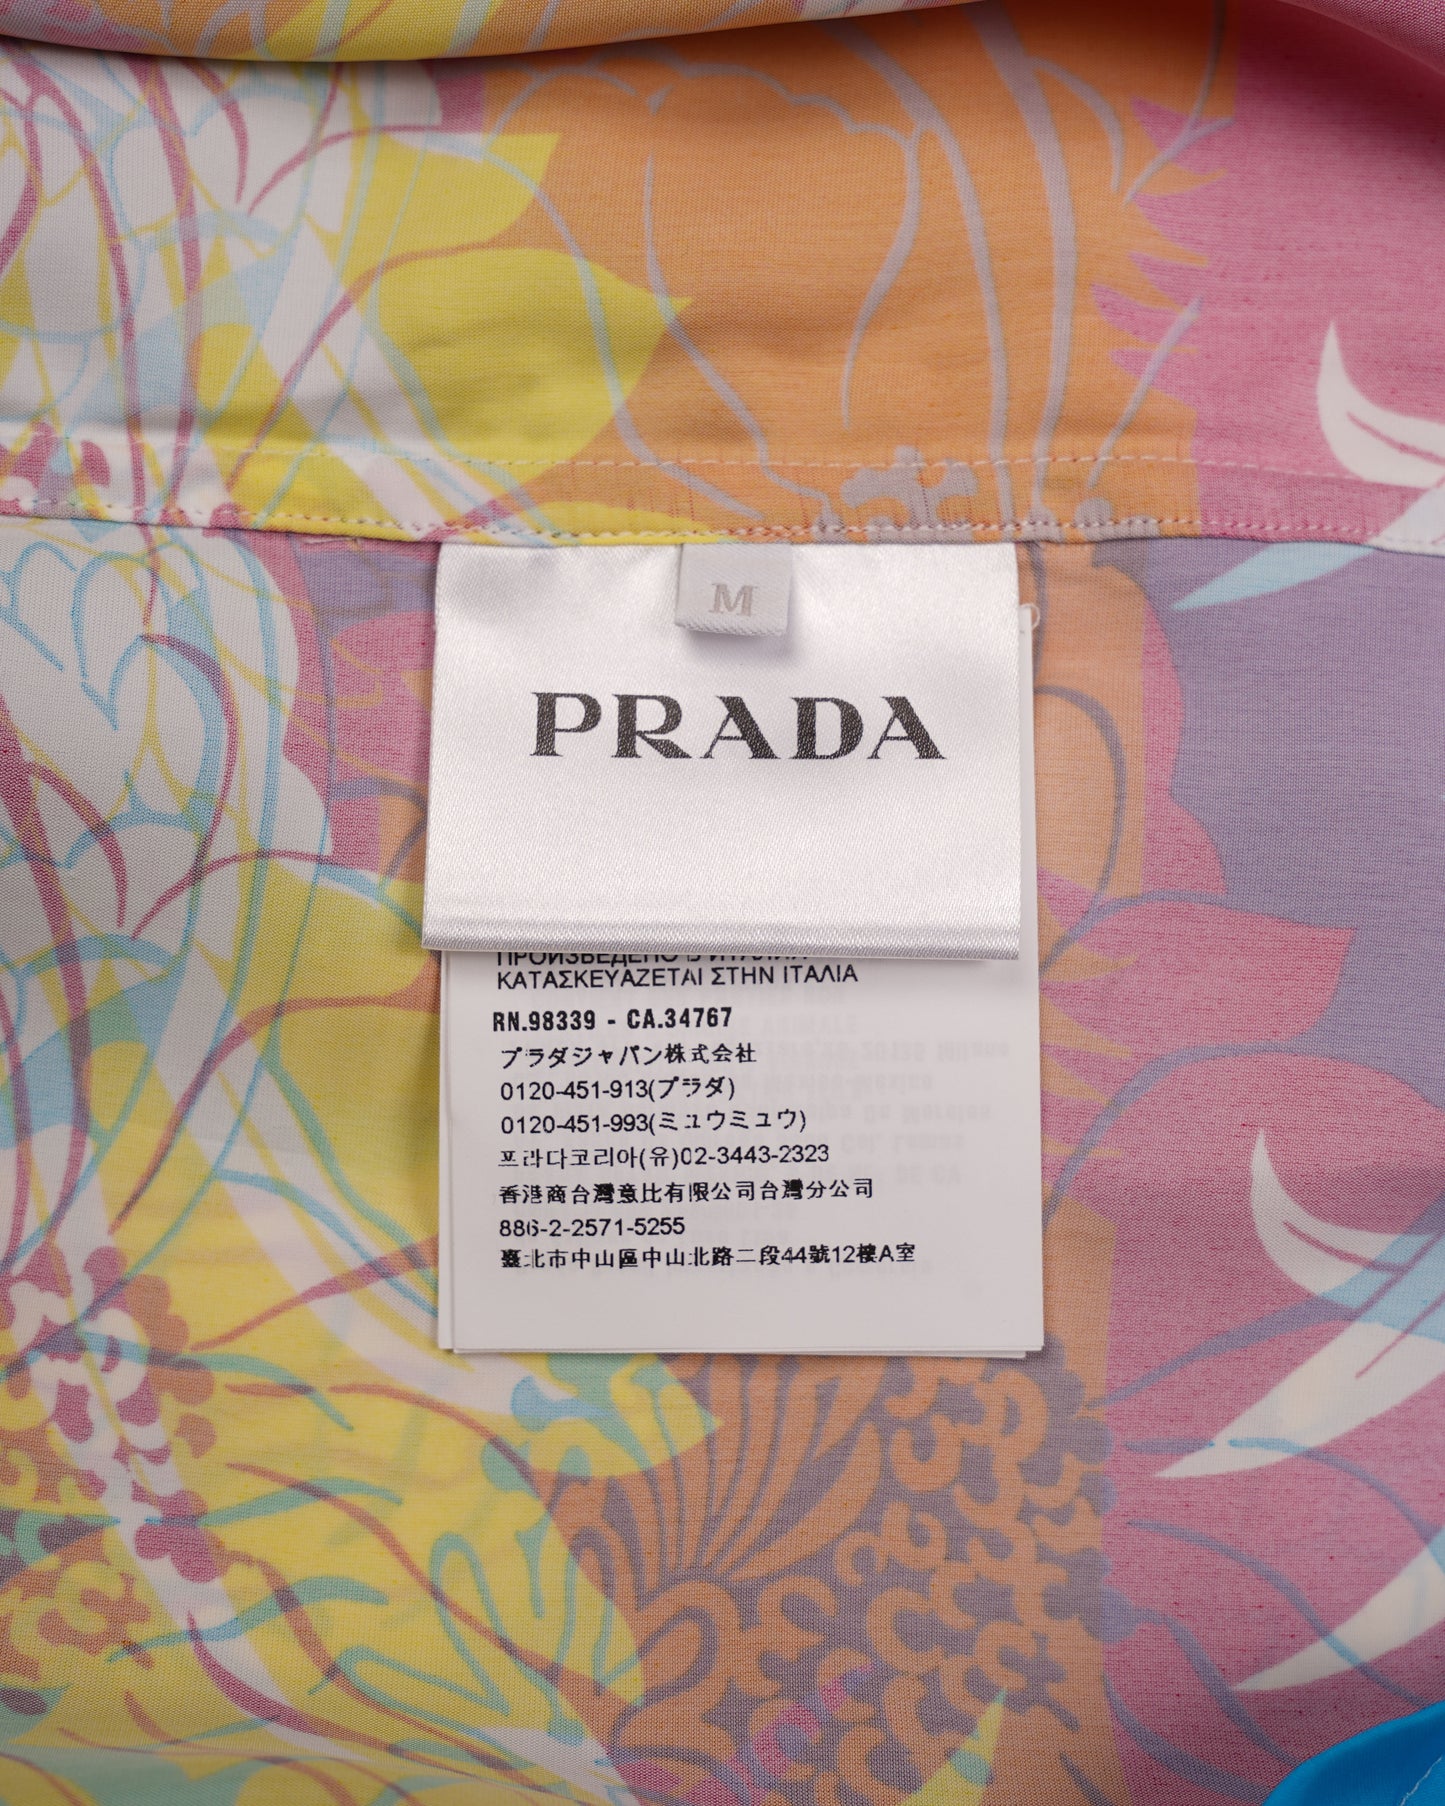 M
PRADA
ПРОИЗВЕДЕНО В ИТАЛИИ
ΚΑΤΑΣΚΕΥΑΖΕΤΑΙ ΣΤΗΝ ΙΤΑΛΙΑ
RN.98339 - CA.34767
プラダジャパン株式会社
0120-451-913(プラダ)
0120-451-993(ミュウミュウ)
프라다코리아(유)02-3443-2323
香港商台灣意比有限公司台灣分公司
886-2-2571-5255
臺北市中山區中山北路二段44號12樓A室